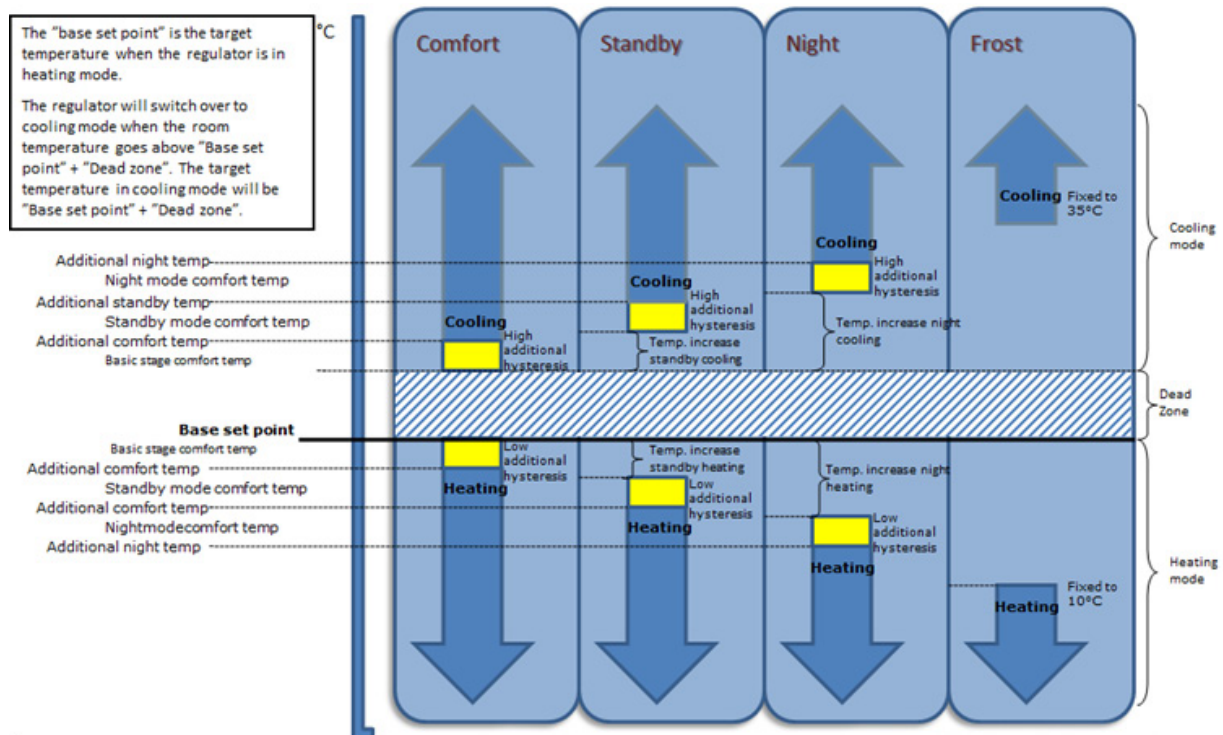 The "base set point" is the target
temperature when the regulator is in
heating mode.
The regulator will switch over to
cooling mode when the room
temperature goes above "Base set
point" + "Dead zone". The target
temperature in cooling mode will be
"Base set point" + "Dead zone".
°C
Comfort
Standby
Night
Frost
Cooling
Fixed to
35°C
Cooling
mode
Cooling
High
additional
hysteresis
Additional night temp
Night mode comfort temp
Cooling
High
additional
hysteresis
Temp. increase night
cooling
Additional standby temp
Standby mode comfort temp
Cooling
High
additional
hysteresis
Temp. increase
standby cooling
Additional comfort temp
Basic stage comfort temp
Dead
Zone
Base set point
Basic stage comfort temp
Low
additional
hysteresis
Temp. increase
standby heating
Temp. increase night
heating
Additional comfort temp
Standby mode comfort temp
Heating
Low
additional
hysteresis
Additional comfort temp
Nightmodecomfort temp
Heating
Low
additional
hysteresis
Additional night temp
Heating
Heating
mode
Fixed to
10°C
Heating